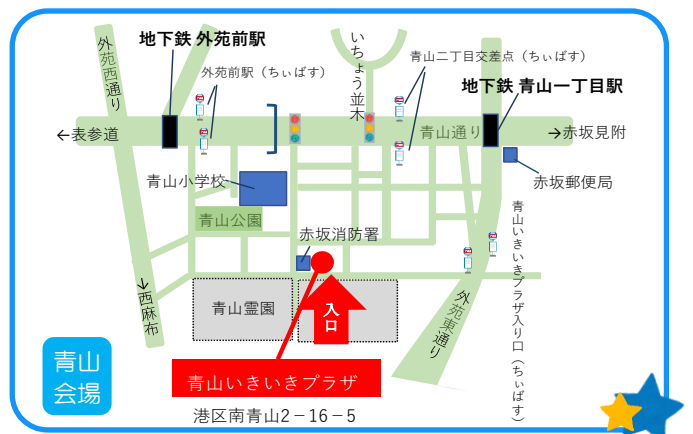 外苑西通り
地下鉄 外苑前駅
外苑前駅（ちぃばす）
いちょう並木
青山二丁目交差点（ちぃばす）
地下鉄 青山一丁目駅
←表参道
青山通り
→赤坂見附
青山小学校
赤坂郵便局
青山公園
赤坂消防署
青山いきいきプラザ入り口（ちぃばす）
→西麻布
青山霊園
入口
外苑東通り
青山
会場
青山いきいきプラザ
港区南青山2－16－5